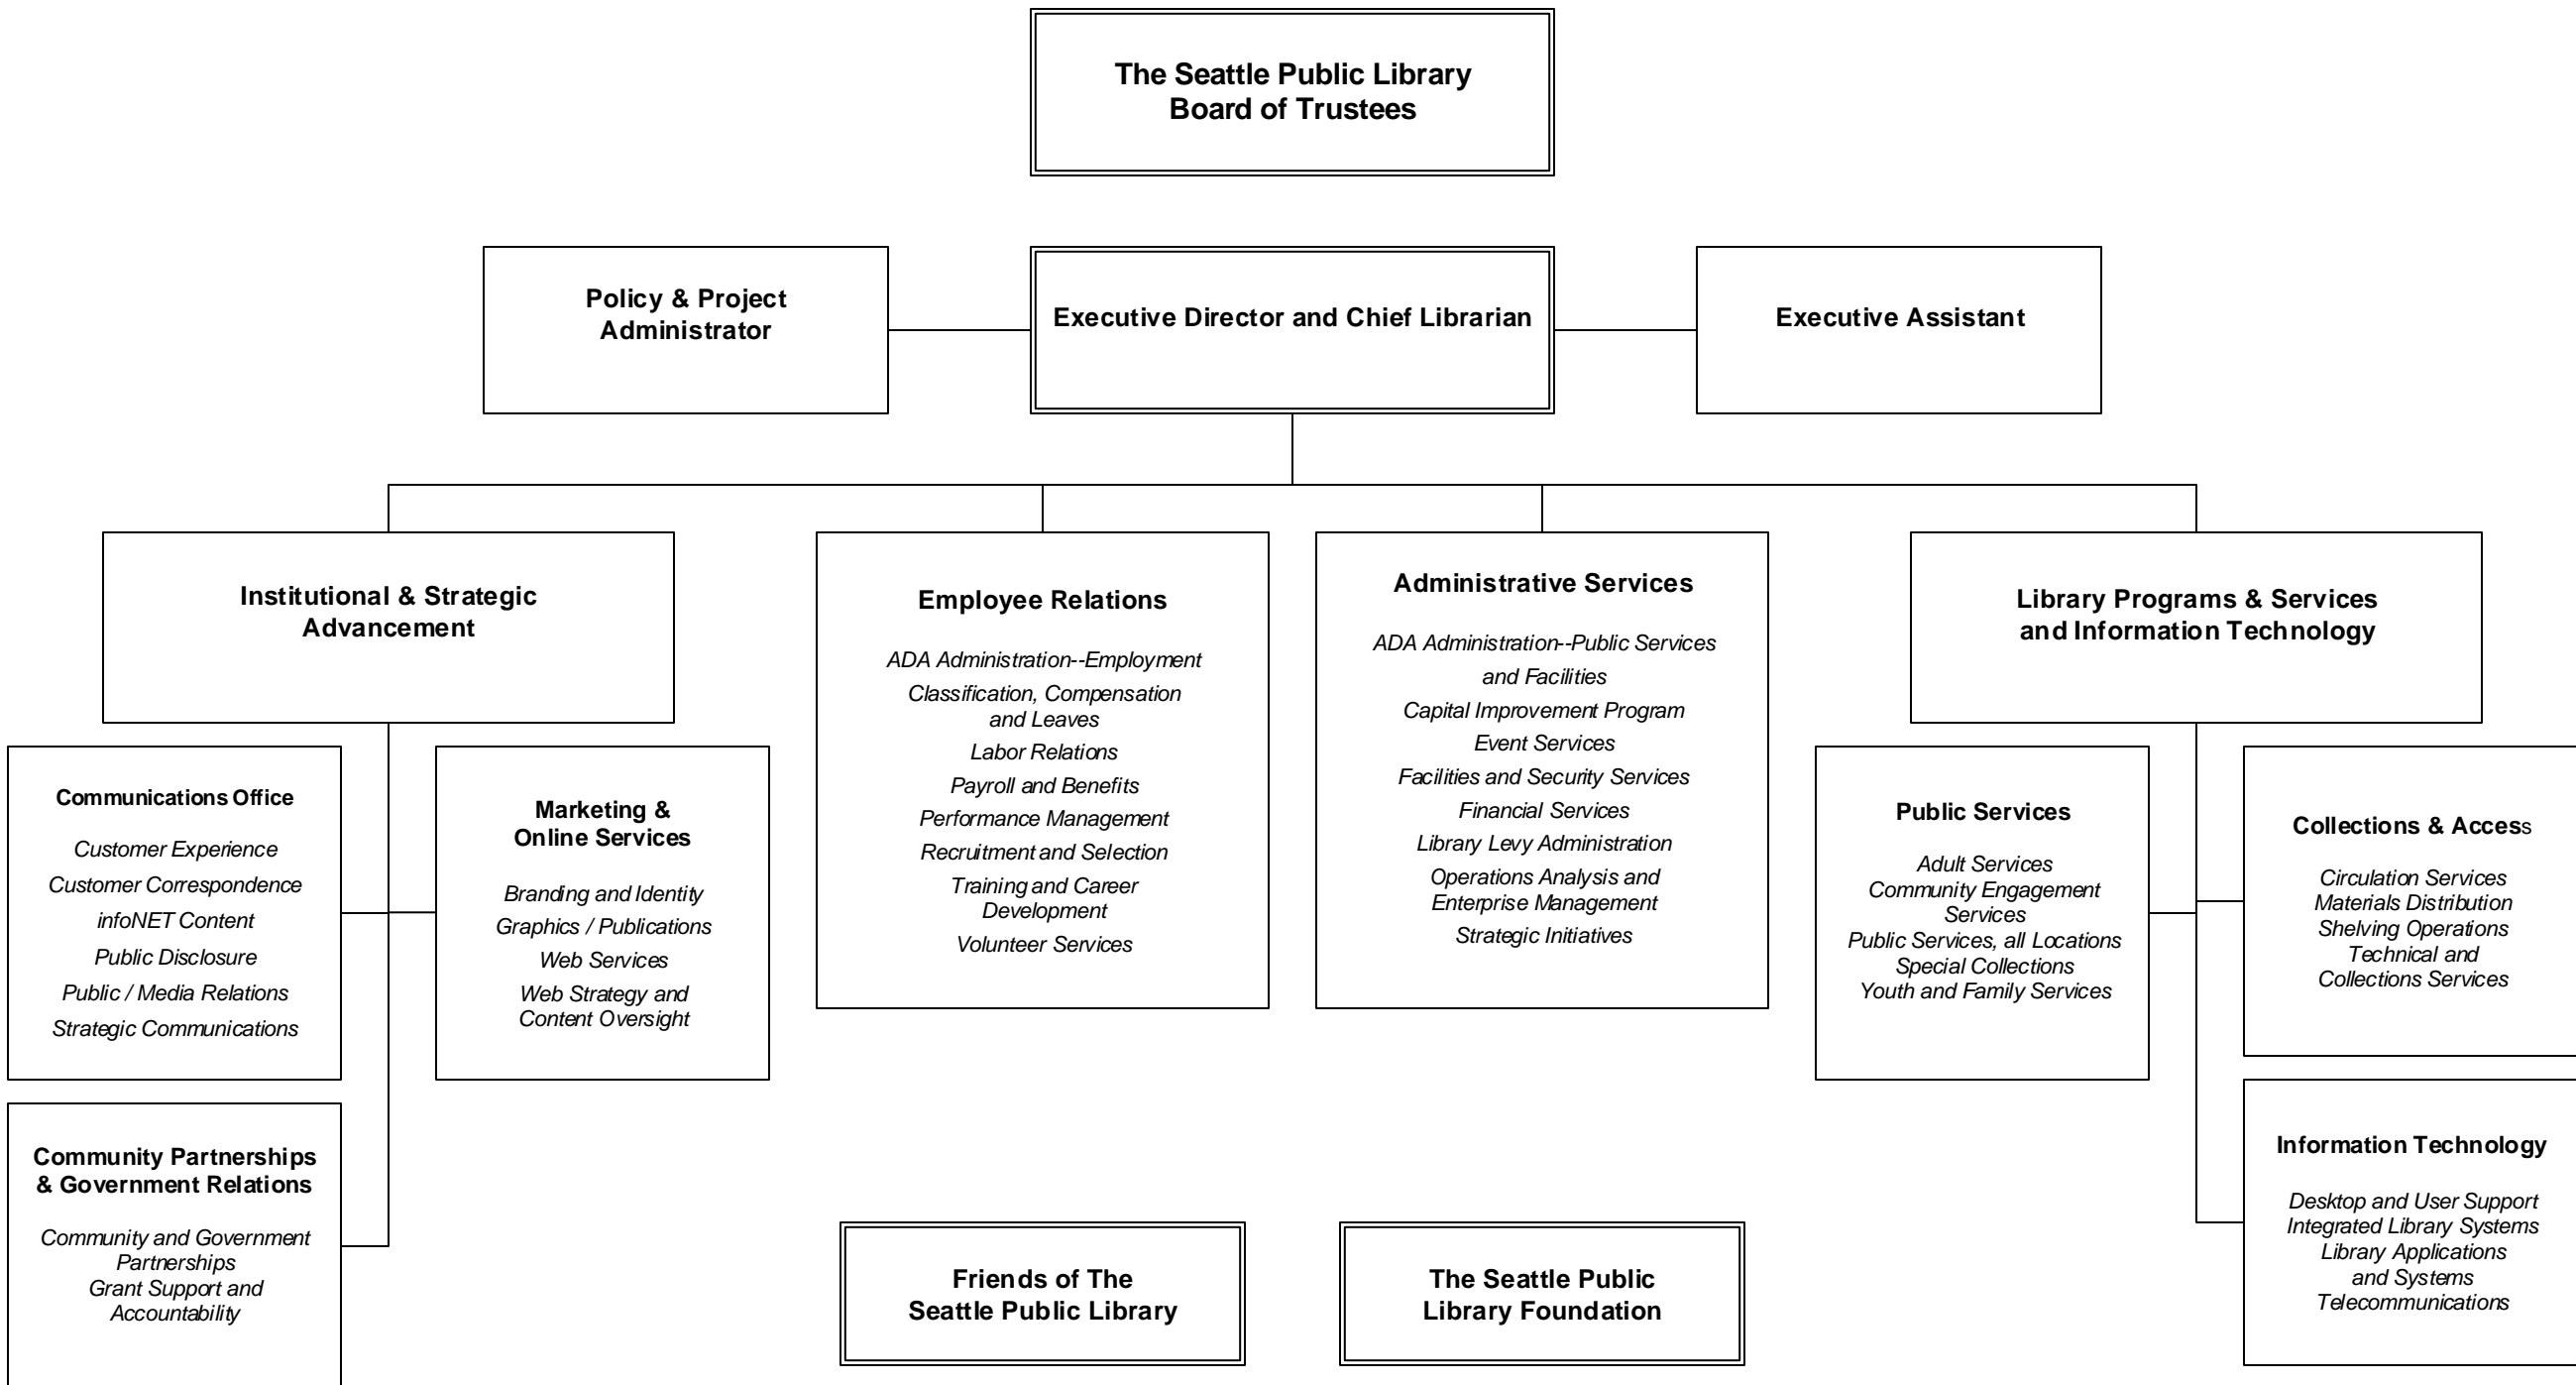 The Seattle Public Library
Board of Trustees
Policy & Project
Administrator
Executive Director and Chief Librarian
Executive Assistant
Institutional & Strategic
Advancement
Employee Relations
ADA Administration--Employment
Classification, Compensation
and Leaves
Labor Relations
Payroll and Benefits
Performance Management
Recruitment and Selection
Training and Career
Development
Volunteer Services
Administrative Services
ADA Administration--Public Services
and Facilities
Capital Improvement Program
Event Services
Facilities and Security Services
Financial Services
Library Levy Administration
Operations Analysis and
Enterprise Management
Strategic Initiatives
Library Programs & Services
and Information Technology
Communications Office
Customer Experience
Customer Correspondence
infoNET Content
Public Disclosure
Public / Media Relations
Strategic Communications
Marketing &
Online Services
Branding and Identity
Graphics / Publications
Web Services
Web Strategy and
Content Oversight
Public Services
Adult Services
Community Engagement
Services
Public Services, all Locations
Special Collections
Youth and Family Services
Collections & Access
Circulation Services
Materials Distribution
Shelving Operations
Technical and
Collections Services
Community Partnerships
& Government Relations
Community and Government
Partnerships
Grant Support and
Accountability
Friends of The
Seattle Public Library
The Seattle Public
Library Foundation
Information Technology
Desktop and User Support
Integrated Library Systems
Library Applications
and Systems
Telecommunications